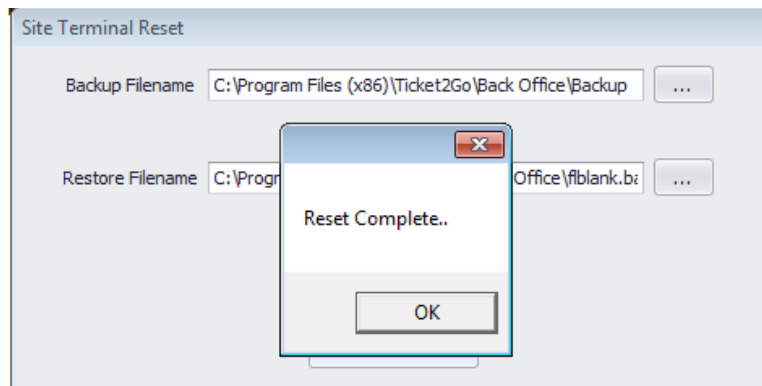 Site Terminal Reset
Backup Filename C:\Program Files (x86)\Ticket2Go\Back Office\Backup ...
Restore Filename C:\Progr Office\flblank.ba ...
Reset Complete..
OK